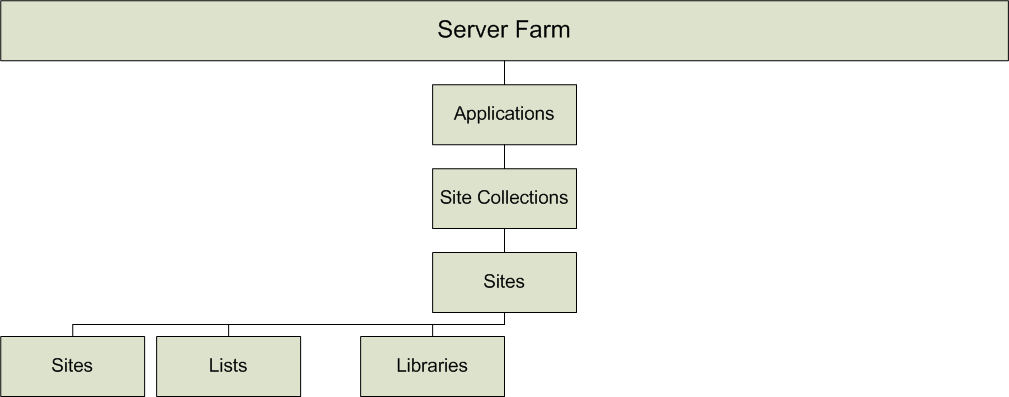 Server Farm
Applications
Site Collections
Sites
Sites
Lists
Libraries